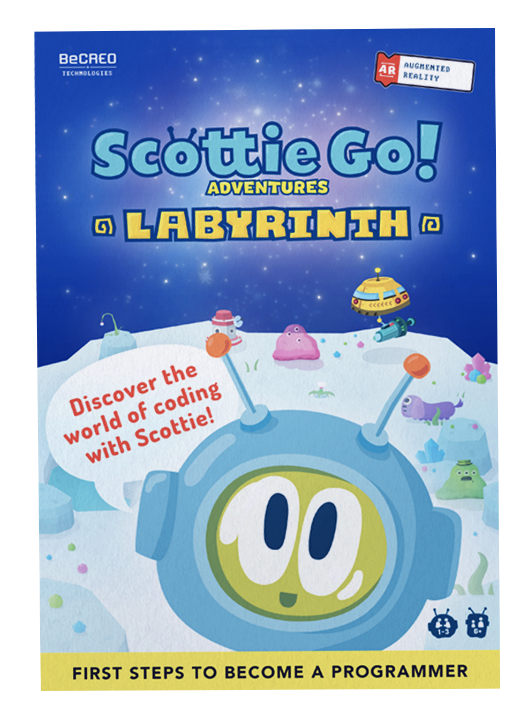 BeCREO
TECHNOLOGIES
AR
AUGMENTED
REALITY
Scottie Go!
ADVENTURES
LABYRINTH
Discover the
world of coding
with Scottie!
1-3
6+
FIRST STEPS TO BECOME A PROGRAMMER